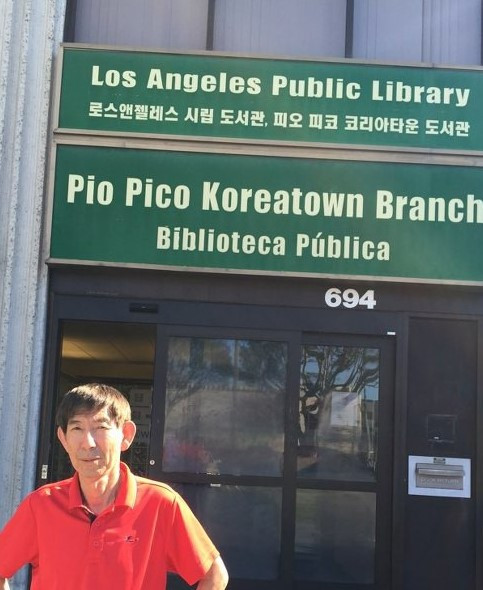 Los Angeles Public Library
로스앤젤레스 시립 도서관, 피오 피코 코리아타운 도서관
Pio Pico Koreatown Branch
Biblioteca Pública
694